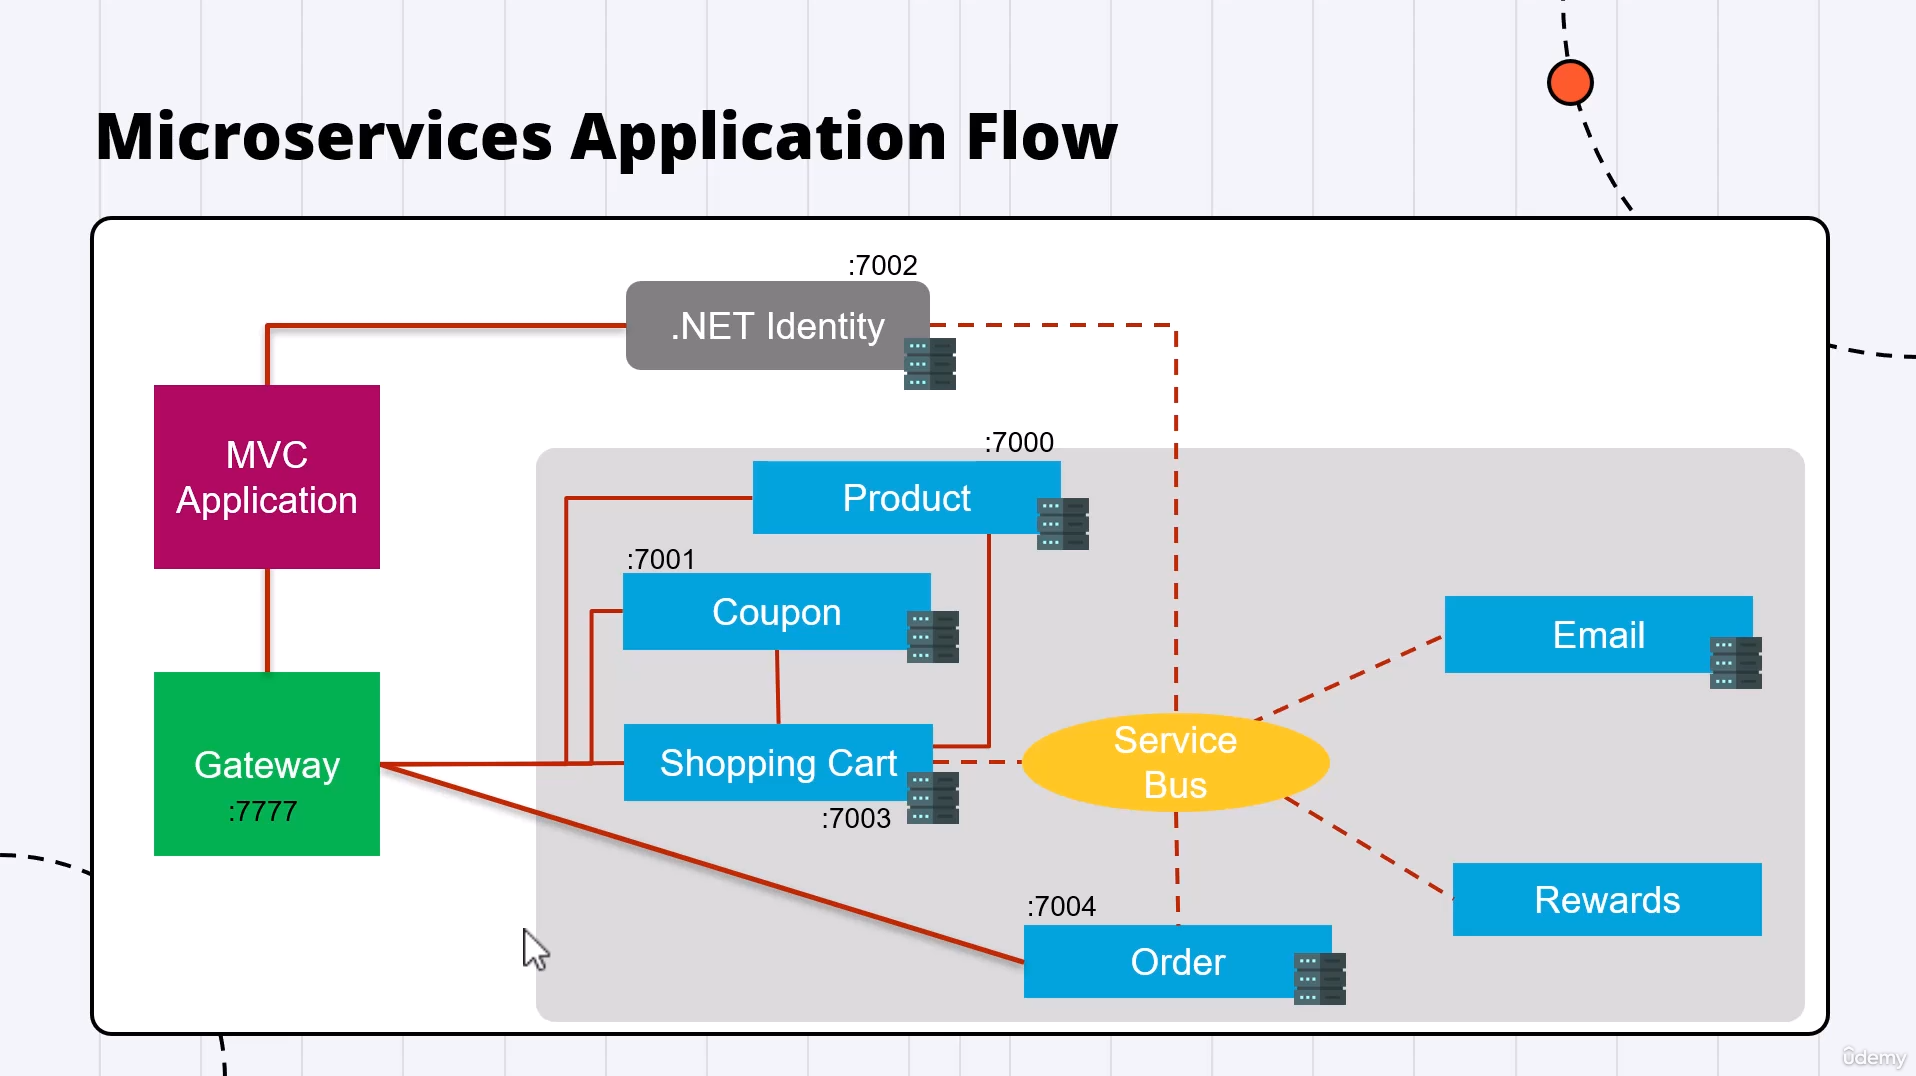 Microservices Application Flow
:7002
.NET Identity
MVC
Application
:7000
Product
:7001
Coupon
Email
Service
Bus
Shopping Cart
Gateway
:7777
:7003
Rewards
:7004
Order
ûdemy